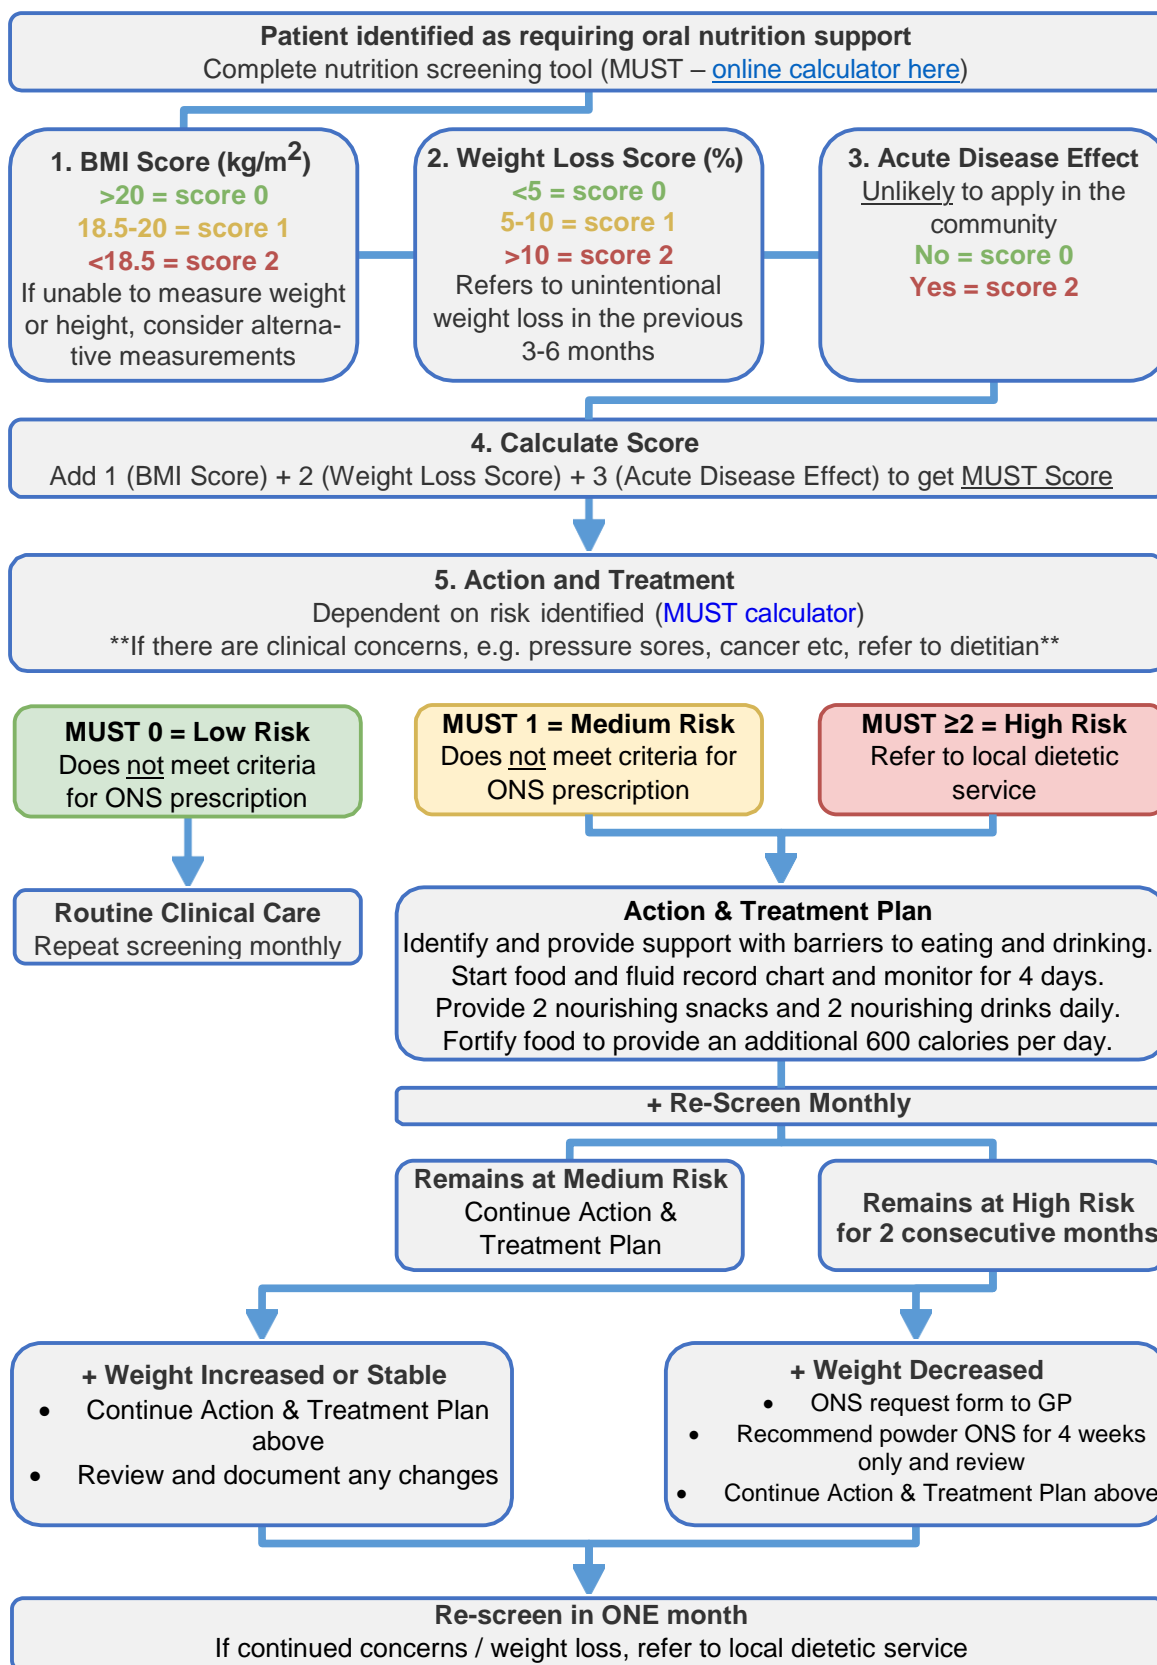 Patient identified as requiring oral nutrition support
Complete nutrition screening tool (MUST – online calculator here)
1. BMI Score (kg/m²)
>20 = score 0
18.5-20 = score 1
<18.5 = score 2
If unable to measure weight
or height, consider alterna-
tive measurements
2. Weight Loss Score (%)
<5 = score 0
5-10 = score 1
>10 = score 2
Refers to unintentional
weight loss in the previous
3-6 months
3. Acute Disease Effect
Unlikely to apply in the
community
No = score 0
Yes = score 2
4. Calculate Score
Add 1 (BMI Score) + 2 (Weight Loss Score) + 3 (Acute Disease Effect) to get MUST Score
5. Action and Treatment
Dependent on risk identified (MUST calculator)
**If there are clinical concerns, e.g. pressure sores, cancer etc, refer to dietitian**
MUST 0 = Low Risk
Does not meet criteria
for ONS prescription
MUST 1 = Medium Risk
Does not meet criteria for
ONS prescription
MUST ≥2 = High Risk
Refer to local dietetic
service
Routine Clinical Care
Repeat screening monthly
Action & Treatment Plan
Identify and provide support with barriers to eating and drinking.
Start food and fluid record chart and monitor for 4 days.
Provide 2 nourishing snacks and 2 nourishing drinks daily.
Fortify food to provide an additional 600 calories per day.
+ Re-Screen Monthly
Remains at Medium Risk
Continue Action &
Treatment Plan
Remains at High Risk
for 2 consecutive months
+ Weight Increased or Stable
• Continue Action & Treatment Plan
above
• Review and document any changes
+ Weight Decreased
• ONS request form to GP
• Recommend powder ONS for 4 weeks
only and review
• Continue Action & Treatment Plan above
Re-screen in ONE month
If continued concerns / weight loss, refer to local dietetic service